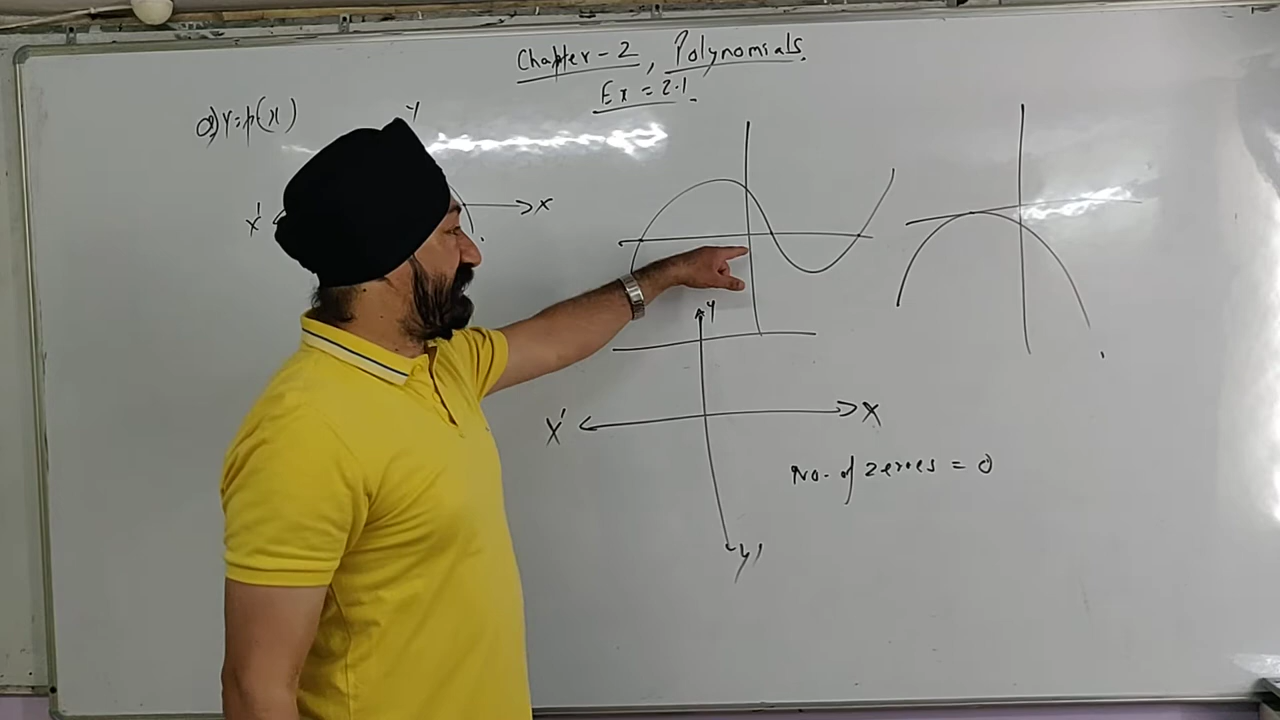 Chapter-2, Polynomials.
Ex = 2.1.
Q) Y=p(x)
Y
X' X
Y
X' X
No. of zeroes = 0
y'